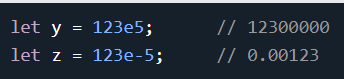 let y = 123e5;      // 12300000
let z = 123e-5;     // 0.00123